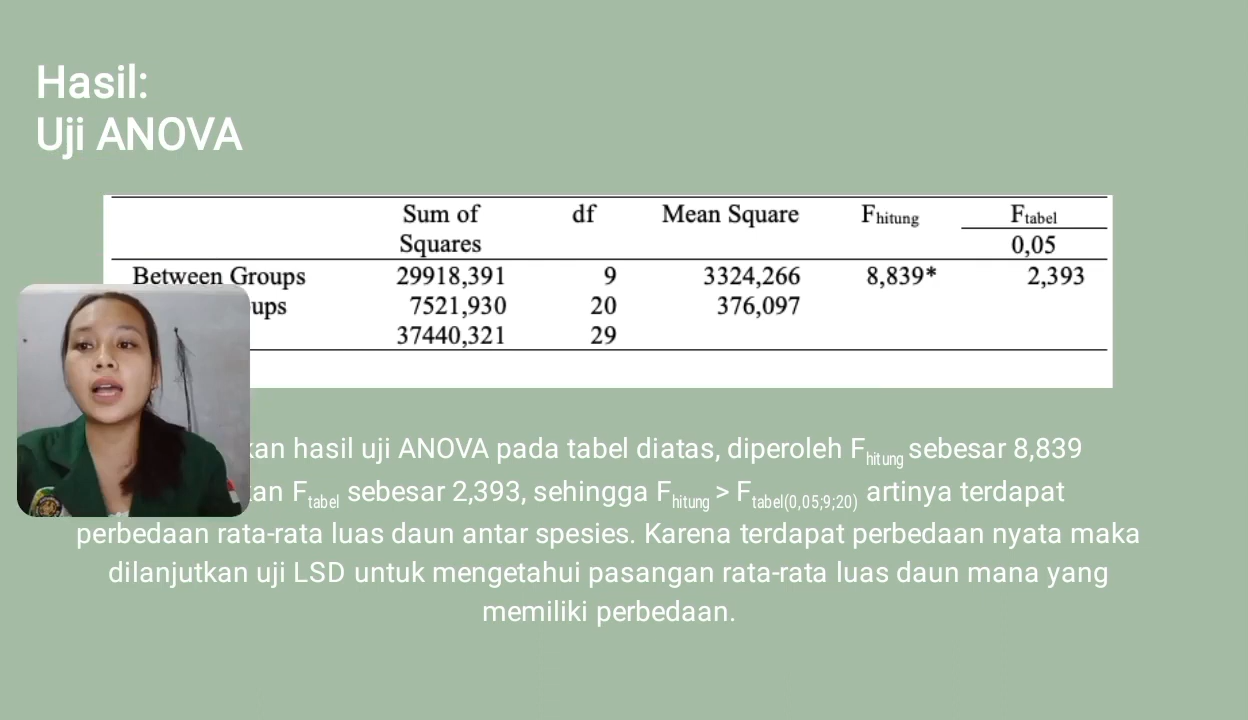 Hasil:
Uji ANOVA
Sum of Squares df Mean Square Fhitung Ftabel
0,05
Between Groups 29918,391 9 3324,266 8,839* 2,393
7521,930 20 376,097
37440,321 29
hasil uji ANOVA pada tabel diatas, diperoleh Fhitung sebesar 8,839
Ftabel sebesar 2,393, sehingga Fhitung > Ftabel(0,05;9;20) artinya terdapat
perbedaan rata-rata luas daun antar spesies. Karena terdapat perbedaan nyata maka
dilanjutkan uji LSD untuk mengetahui pasangan rata-rata luas daun mana yang
memiliki perbedaan.